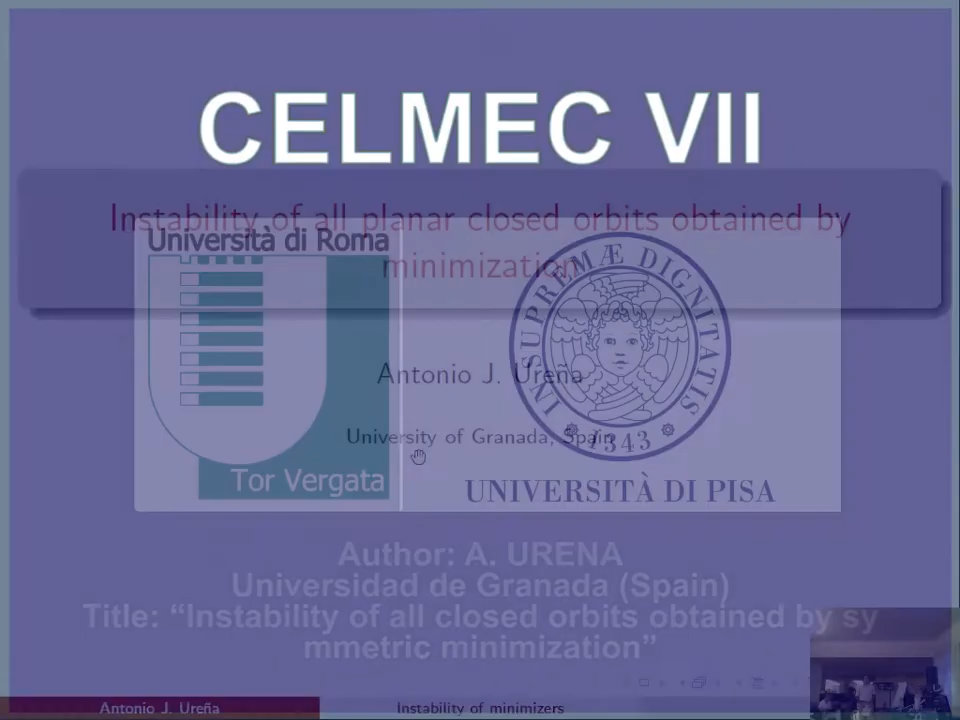 CELMEC VII
Instability of all planar closed orbits obtained by
minimization
Università di Roma
Tor Vergata
IN SUPREMÆ DIGNITATIS
1343
UNIVERSITÀ DI PISA
Antonio J. Ureña
University of Granada, Spain
Author: A. URENA
Universidad de Granada (Spain)
Title: “Instability of all closed orbits obtained by sy
mmetric minimization”
Antonio J. Ureña
Instability of minimizers